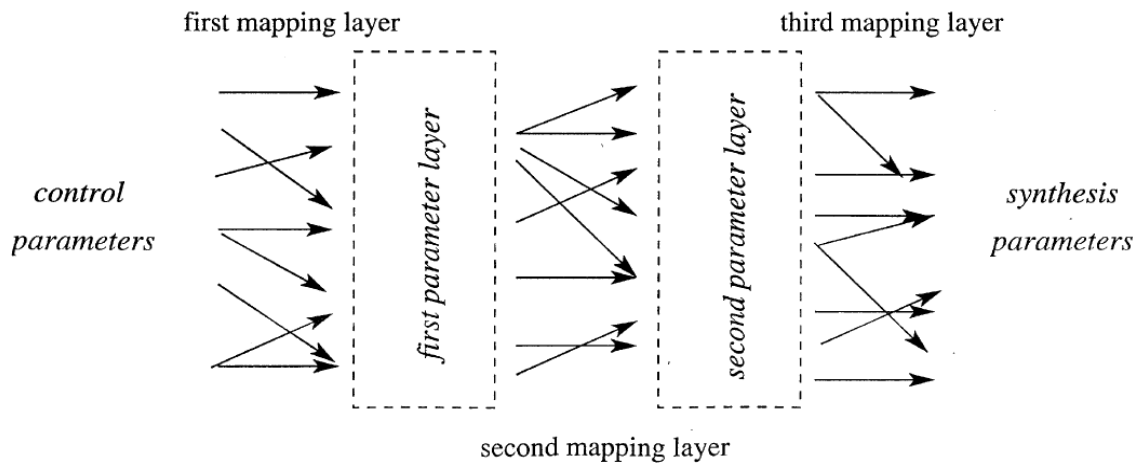 first mapping layer
third mapping layer
control
parameters
first parameter layer
second parameter layer
synthesis
parameters
second mapping layer